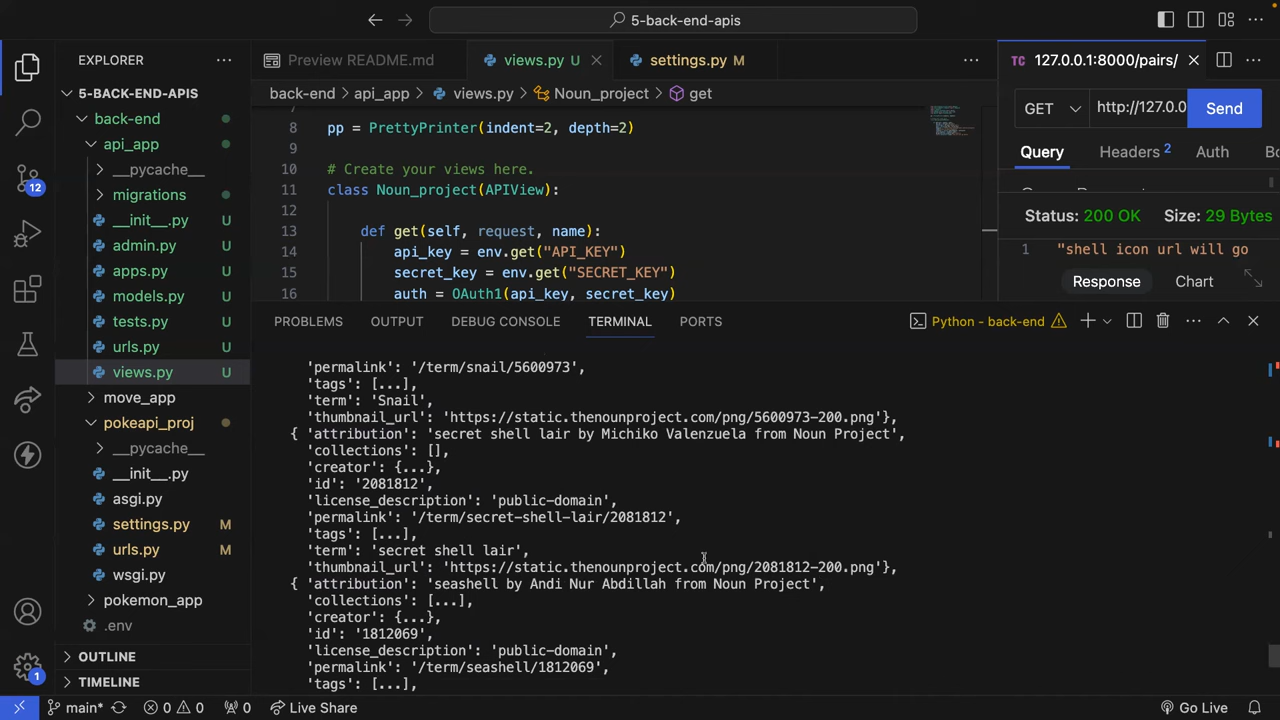 5-back-end-apis
EXPLORER
Preview README.md
views.py U
settings.py M
TC 127.0.0.1:8000/pairs/
5-BACK-END-APIS
back-end > api_app > views.py > Noun_project > get
GET
http://127.0.0
Send
back-end
api_app
__pycache__
migrations
__init__.py U
admin.py U
apps.py U
models.py U
tests.py U
urls.py U
views.py U
move_app
pokeapi_proj
__pycache__
__init__.py
asgi.py
settings.py M
urls.py M
wsgi.py
pokemon_app
.env
OUTLINE
TIMELINE
12
1
7
8 pp = PrettyPrinter(indent=2, depth=2)
9
10 # Create your views here.
11 class Noun_project(APIView):
12
13 def get(self, request, name):
14 api_key = env.get("API_KEY")
15 secret_key = env.get("SECRET_KEY")
16 auth = OAuth1(api_key, secret_key)
Query Headers 2 Auth Bo
Status: 200 OK Size: 29 Bytes
1 "shell icon url will go
Response Chart
PROBLEMS OUTPUT DEBUG CONSOLE TERMINAL PORTS
Python - back-end
'permalink': '/term/snail/5600973',
'tags': [...],
'term': 'Snail',
'thumbnail_url': 'https://static.thenounproject.com/png/5600973-200.png'},
{ 'attribution': 'secret shell lair by Michiko Valenzuela from Noun Project',
'collections': [],
'creator': {...},
'id': '2081812',
'license_description': 'public-domain',
'permalink': '/term/secret-shell-lair/2081812',
'tags': [...],
'term': 'secret shell lair',
'thumbnail_url': 'https://static.thenounproject.com/png/2081812-200.png'},
{ 'attribution': 'seashell by Andi Nur Abdillah from Noun Project',
'collections': [...],
'creator': {...},
'id': '1812069',
'license_description': 'public-domain',
'permalink': '/term/seashell/1812069',
'tags': [...],
main* 0 0 0 Live Share
Go Live